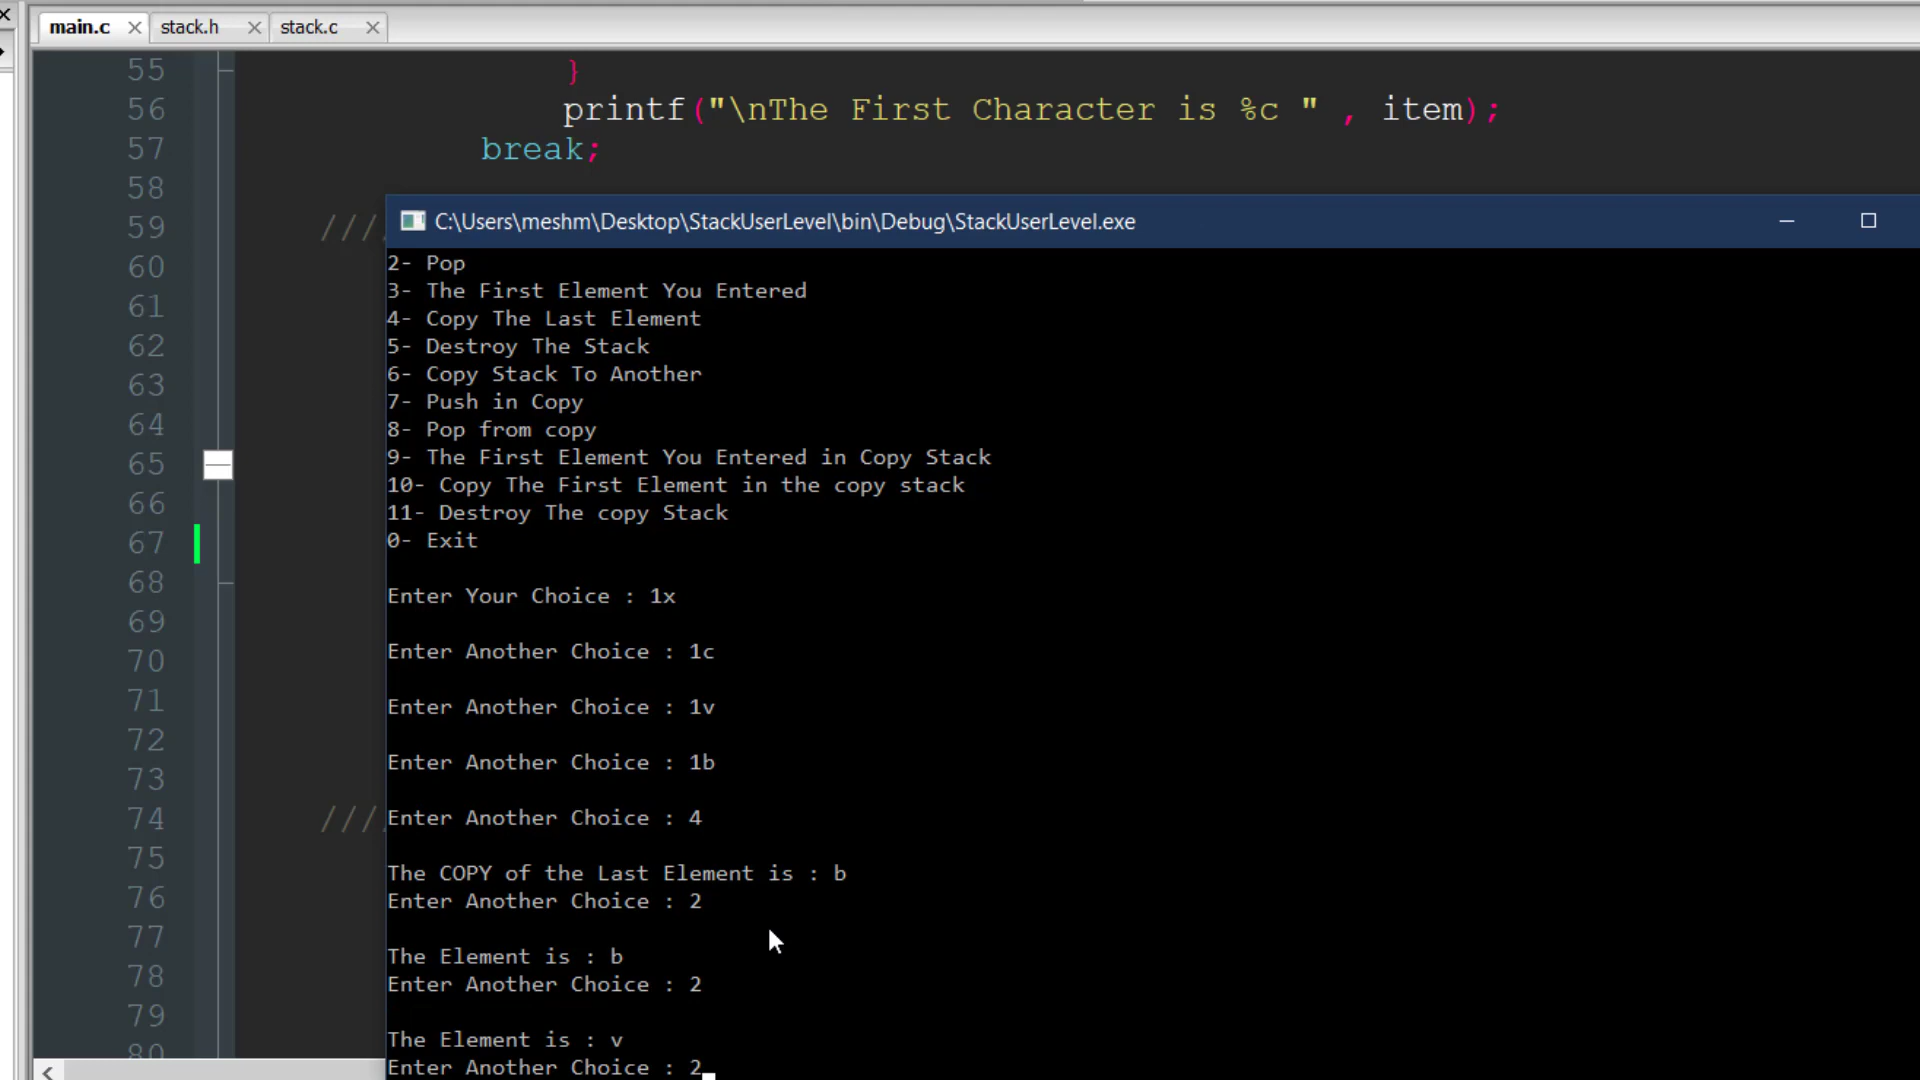 main.c stack.h stack.c
55 }
56 printf("\nThe First Character is %c " , item);
57 break;
58
59 ////
60
61
62
63
64
65
66
67
68
69
70
71
72
73
74 ////
75
76
77
78
79
80
C:\Users\meshm\Desktop\StackUserLevel\bin\Debug\StackUserLevel.exe
2- Pop
3- The First Element You Entered
4- Copy The Last Element
5- Destroy The Stack
6- Copy Stack To Another
7- Push in Copy
8- Pop from copy
9- The First Element You Entered in Copy Stack
10- Copy The First Element in the copy stack
11- Destroy The copy Stack
0- Exit
Enter Your Choice : 1x
Enter Another Choice : 1c
Enter Another Choice : 1v
Enter Another Choice : 1b
Enter Another Choice : 4
The COPY of the Last Element is : b
Enter Another Choice : 2
The Element is : b
Enter Another Choice : 2
The Element is : v
Enter Another Choice : 2